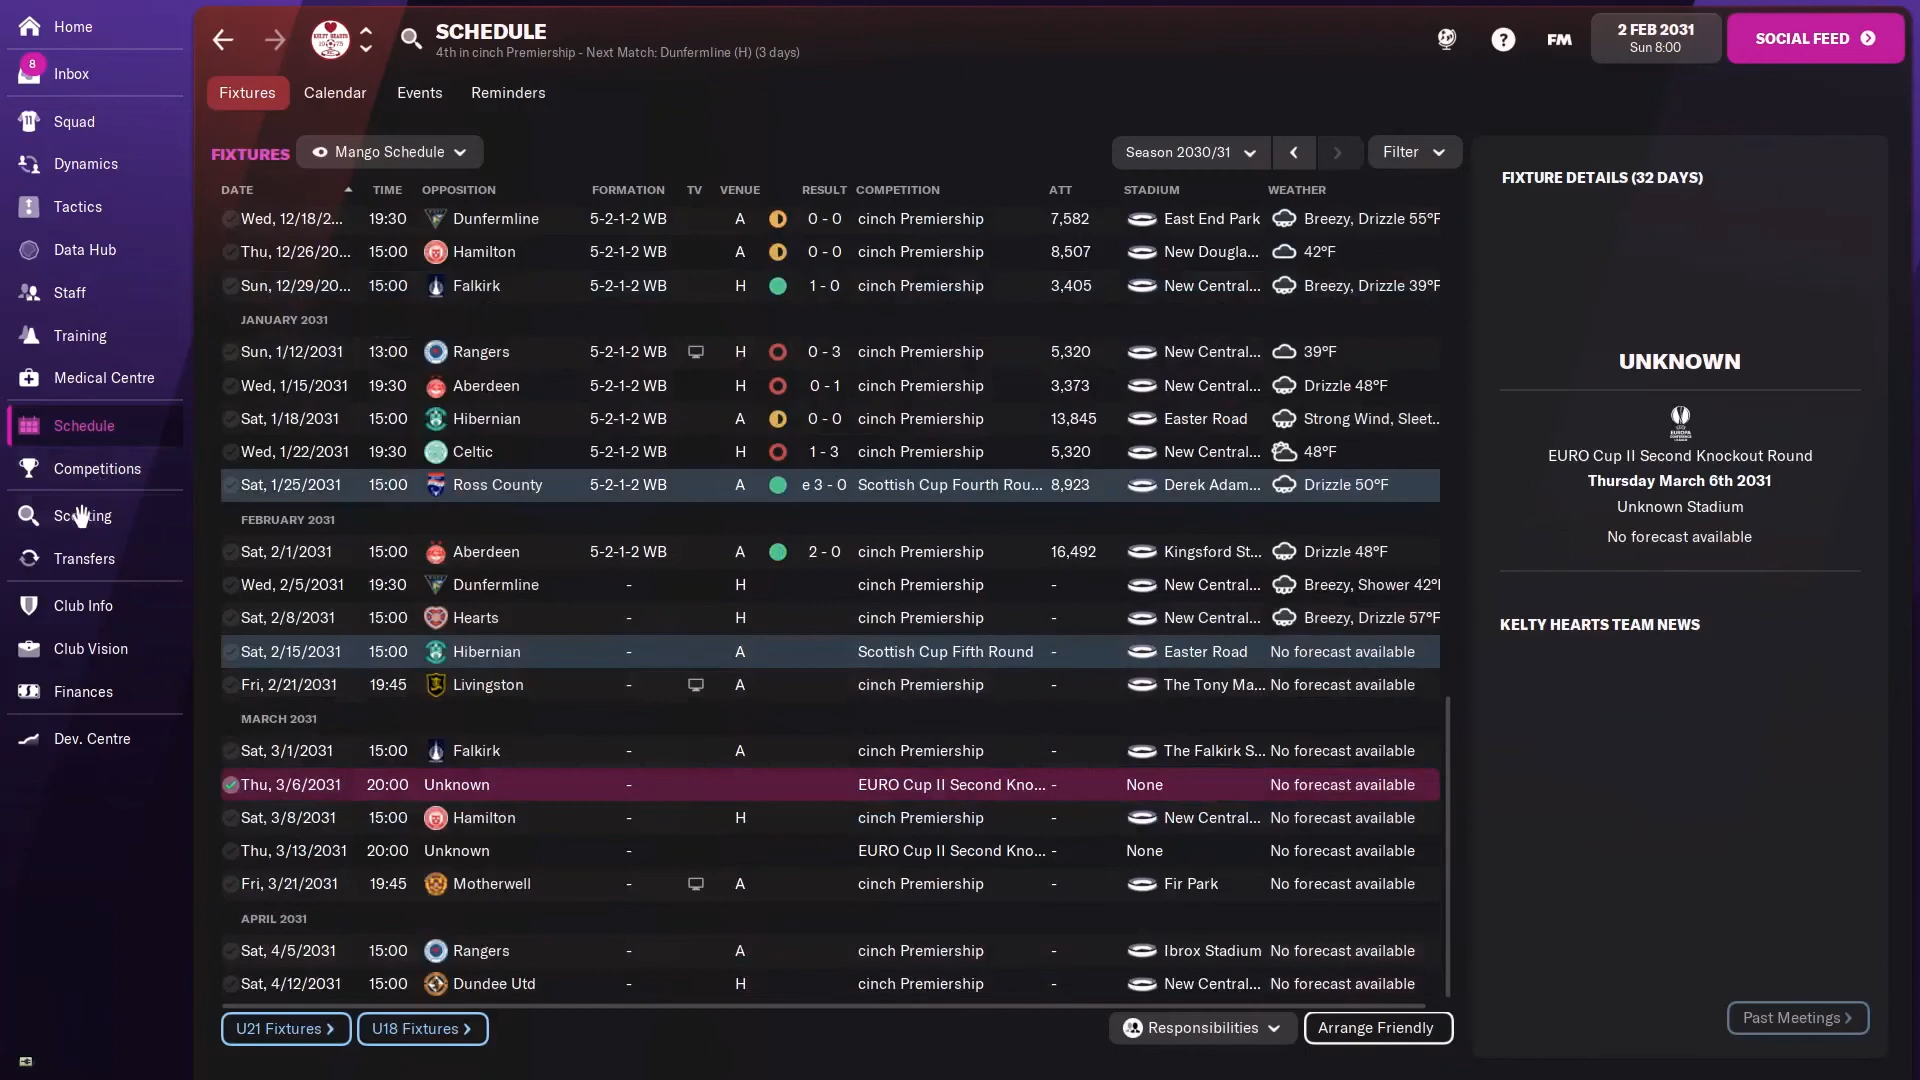 Home
8
Inbox
Squad
Dynamics
Tactics
Data Hub
Staff
Training
Medical Centre
Schedule
Competitions
Scouting
Transfers
Club Info
Club Vision
Finances
Dev. Centre
SCHEDULE
4th in cinch Premiership - Next Match: Dunfermline (H) (3 days)
FM
2 FEB 2031
Sun 8:00
SOCIAL FEED
Fixtures Calendar Events Reminders
FIXTURES Mango Schedule Season 2030/31 Filter
DATE TIME OPPOSITION FORMATION TV VENUE RESULT COMPETITION ATT STADIUM WEATHER
Wed, 12/18/2... 19:30 Dunfermline 5-2-1-2 WB A 0 - 0 cinch Premiership 7,582 East End Park Breezy, Drizzle 55°F
Thu, 12/26/20... 15:00 Hamilton 5-2-1-2 WB A 0 - 0 cinch Premiership 8,507 New Dougla... 42°F
Sun, 12/29/20... 15:00 Falkirk 5-2-1-2 WB H 1 - 0 cinch Premiership 3,405 New Central... Breezy, Drizzle 39°F
JANUARY 2031
Sun, 1/12/2031 13:00 Rangers 5-2-1-2 WB H 0 - 3 cinch Premiership 5,320 New Central... 39°F
Wed, 1/15/2031 19:30 Aberdeen 5-2-1-2 WB H 0 - 1 cinch Premiership 3,373 New Central... Drizzle 48°F
Sat, 1/18/2031 15:00 Hibernian 5-2-1-2 WB A 0 - 0 cinch Premiership 13,845 Easter Road Strong Wind, Sleet..
Wed, 1/22/2031 19:30 Celtic 5-2-1-2 WB H 1 - 3 cinch Premiership 5,320 New Central... 48°F
Sat, 1/25/2031 15:00 Ross County 5-2-1-2 WB A e 3 - 0 Scottish Cup Fourth Rou... 8,923 Derek Adam... Drizzle 50°F
FEBRUARY 2031
Sat, 2/1/2031 15:00 Aberdeen 5-2-1-2 WB A 2 - 0 cinch Premiership 16,492 Kingsford St... Drizzle 48°F
Wed, 2/5/2031 19:30 Dunfermline - H cinch Premiership - New Central... Breezy, Shower 42°F
Sat, 2/8/2031 15:00 Hearts - H cinch Premiership - New Central... Breezy, Drizzle 57°F
Sat, 2/15/2031 15:00 Hibernian - A Scottish Cup Fifth Round - Easter Road No forecast available
Fri, 2/21/2031 19:45 Livingston - A cinch Premiership - The Tony Ma... No forecast available
MARCH 2031
Sat, 3/1/2031 15:00 Falkirk - A cinch Premiership - The Falkirk S... No forecast available
Thu, 3/6/2031 20:00 Unknown - EURO Cup II Second Kno... - None No forecast available
Sat, 3/8/2031 15:00 Hamilton - H cinch Premiership - New Central... No forecast available
Thu, 3/13/2031 20:00 Unknown - EURO Cup II Second Kno... - None No forecast available
Fri, 3/21/2031 19:45 Motherwell - A cinch Premiership - Fir Park No forecast available
APRIL 2031
Sat, 4/5/2031 15:00 Rangers - A cinch Premiership - Ibrox Stadium No forecast available
Sat, 4/12/2031 15:00 Dundee Utd - H cinch Premiership - New Central... No forecast available
U21 Fixtures U18 Fixtures Responsibilities Arrange Friendly
FIXTURE DETAILS (32 DAYS)
UNKNOWN
EURO Cup II Second Knockout Round
Thursday March 6th 2031
Unknown Stadium
No forecast available
KELTY HEARTS TEAM NEWS
Past Meetings